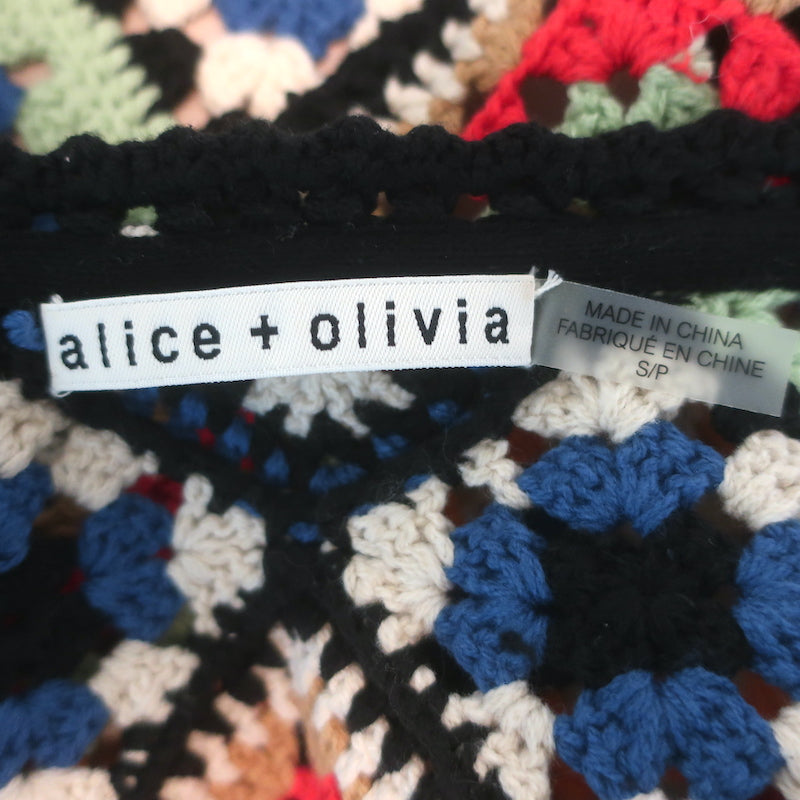 alice + olivia
MADE IN CHINA
FABRIQUÉ EN CHINE
S/P